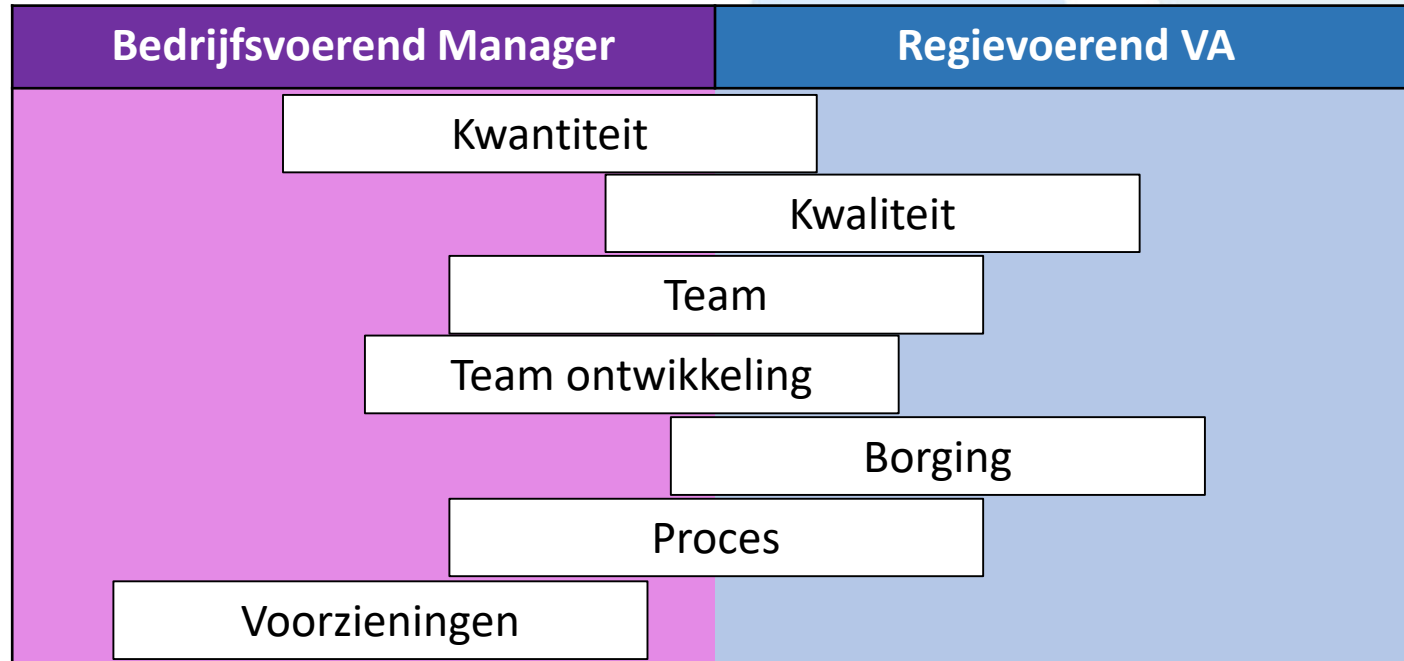 Bedrijfsvoerend Manager
Regievoerend VA
Kwantiteit
Kwaliteit
Team
Team ontwikkeling
Borging
Proces
Voorzieningen